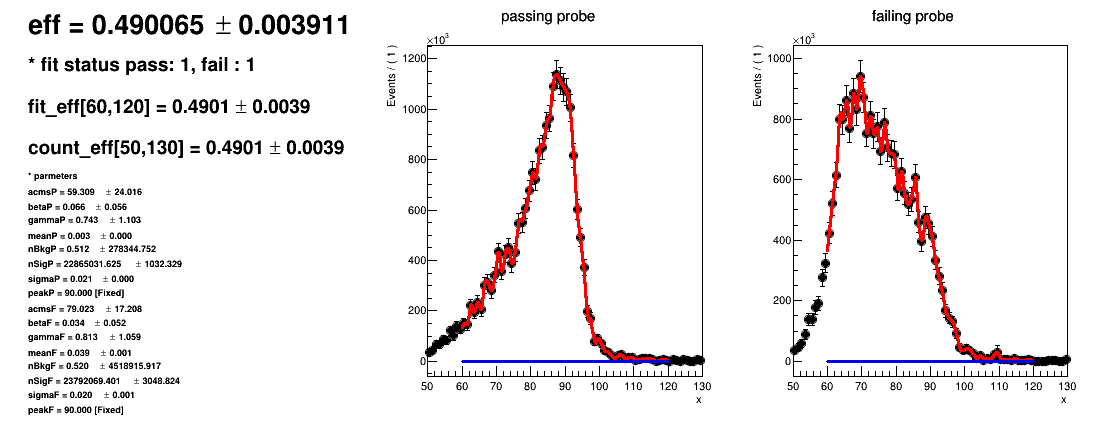 eff = 0.490065 ± 0.003911
* fit status pass: 1, fail : 1
fit_eff[60,120] = 0.4901 ± 0.0039
count_eff[50,130] = 0.4901 ± 0.0039
* parmeters
acmsP = 59.309 ± 24.016
betaP = 0.066 ± 0.056
gammaP = 0.743 ± 1.103
meanP = 0.003 ± 0.000
nBkgP = 0.512 ± 278344.752
nSigP = 22865031.625 ± 1032.329
sigmaP = 0.021 ± 0.000
peakP = 90.000 [Fixed]
acmsF = 79.023 ± 17.208
betaF = 0.034 ± 0.052
gammaF = 0.813 ± 1.059
meanF = 0.039 ± 0.001
nBkgF = 0.520 ± 4518915.917
nSigF = 23792069.401 ± 3048.824
sigmaF = 0.020 ± 0.001
peakF = 90.000 [Fixed]
passing probe
×10³
Events / ( 1 )
1200
1000
800
600
400
200
0
50 60 70 80 90 100 110 120 130
x
failing probe
×10³
Events / ( 1 )
1000
800
600
400
200
0
50 60 70 80 90 100 110 120 130
x